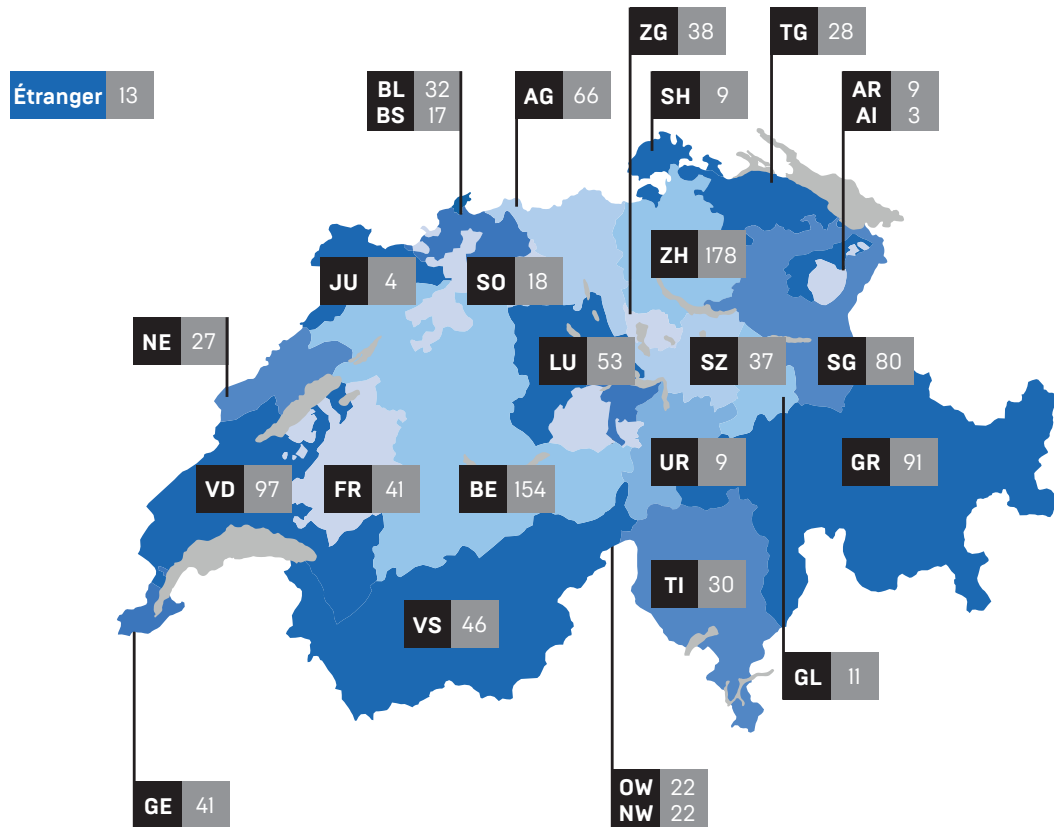 ZG 38
TG 28
Étranger 13
BL 32
BS 17
AG 66
SH 9
AR 9
AI 3
ZH 178
JU 4
SO 18
NE 27
LU 53
SZ 37
SG 80
VD 97
FR 41
BE 154
UR 9
GR 91
TI 30
VS 46
GL 11
GE 41
OW 22
NW 22